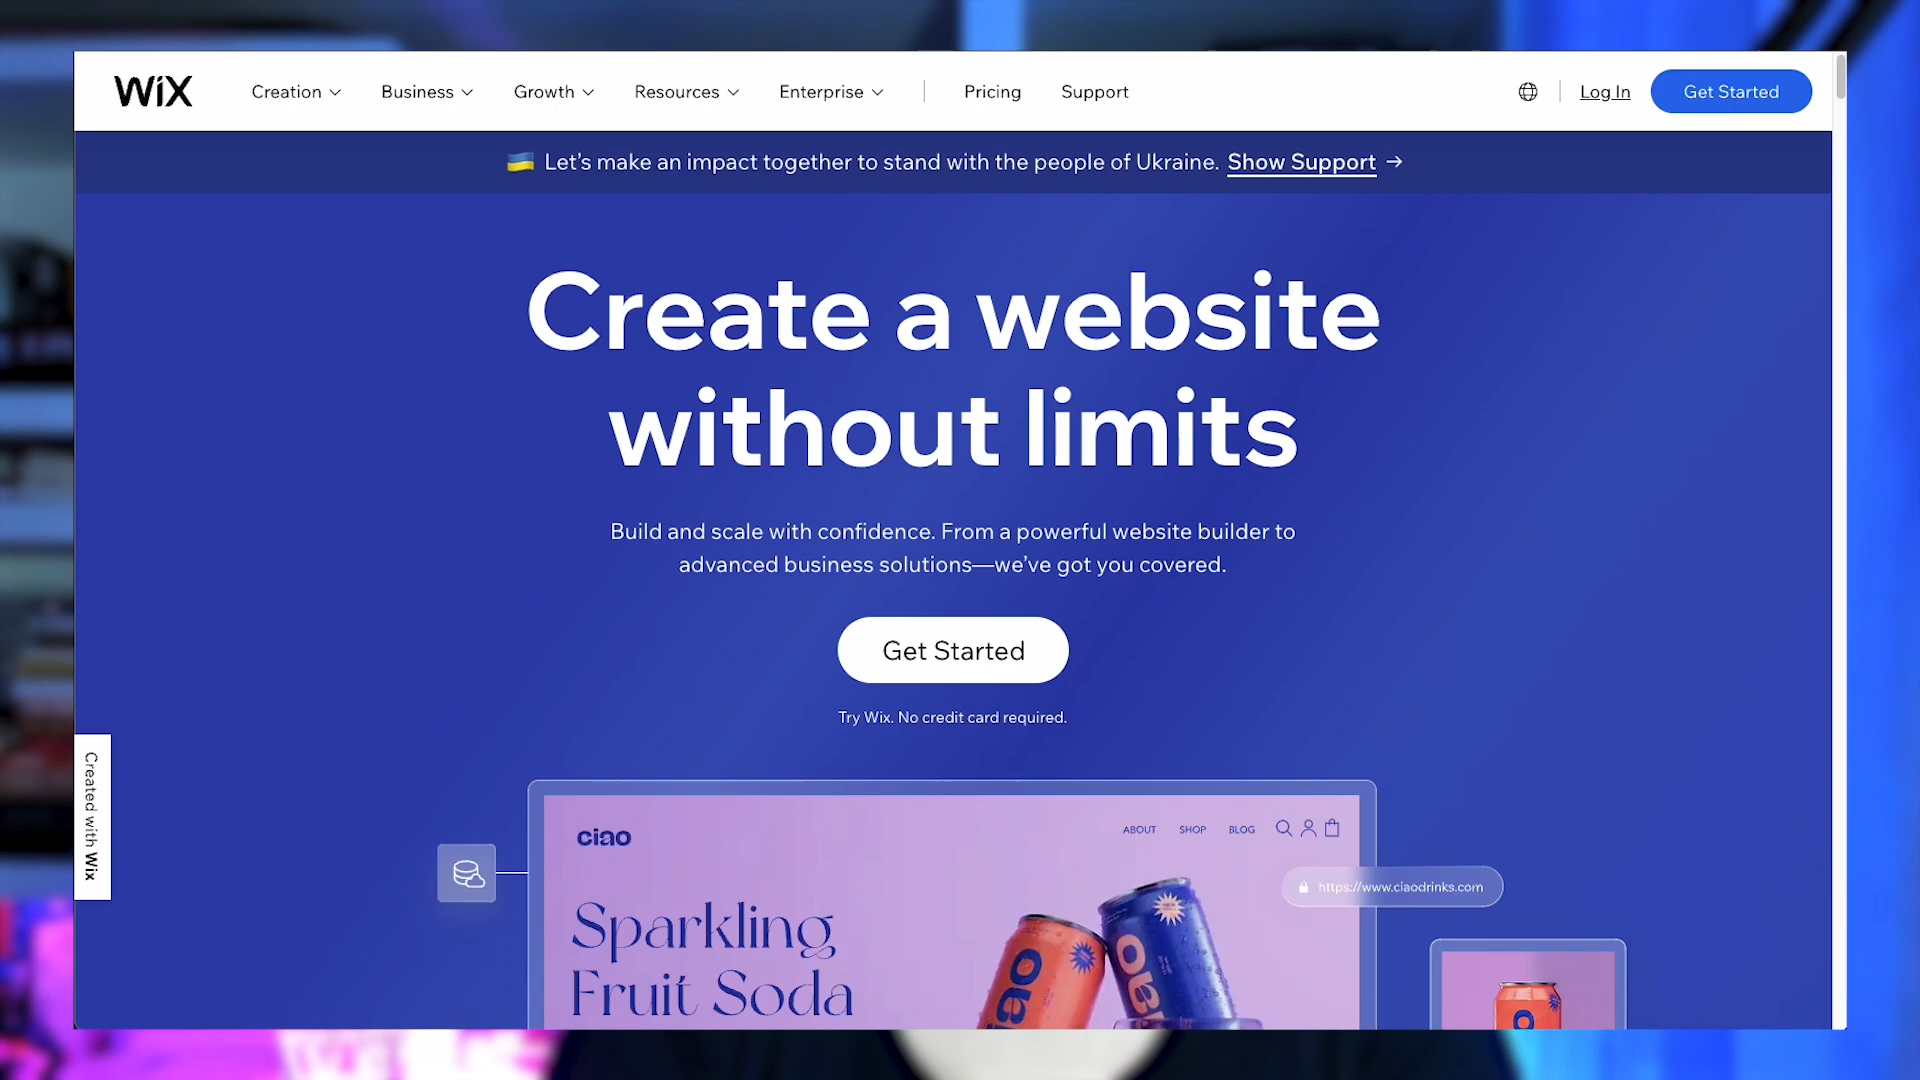 WiX
Creation
Business
Growth
Resources
Enterprise
Pricing
Support
Log In
Get Started
Let's make an impact together to stand with the people of Ukraine. Show Support →
Create a website
without limits
Build and scale with confidence. From a powerful website builder to
advanced business solutions—we've got you covered.
Get Started
Try Wix. No credit card required.
Created with Wix
ciao
ABOUT
SHOP
BLOG
https://www.ciaodrinks.com
Sparkling
Fruit Soda
ciao
ciao